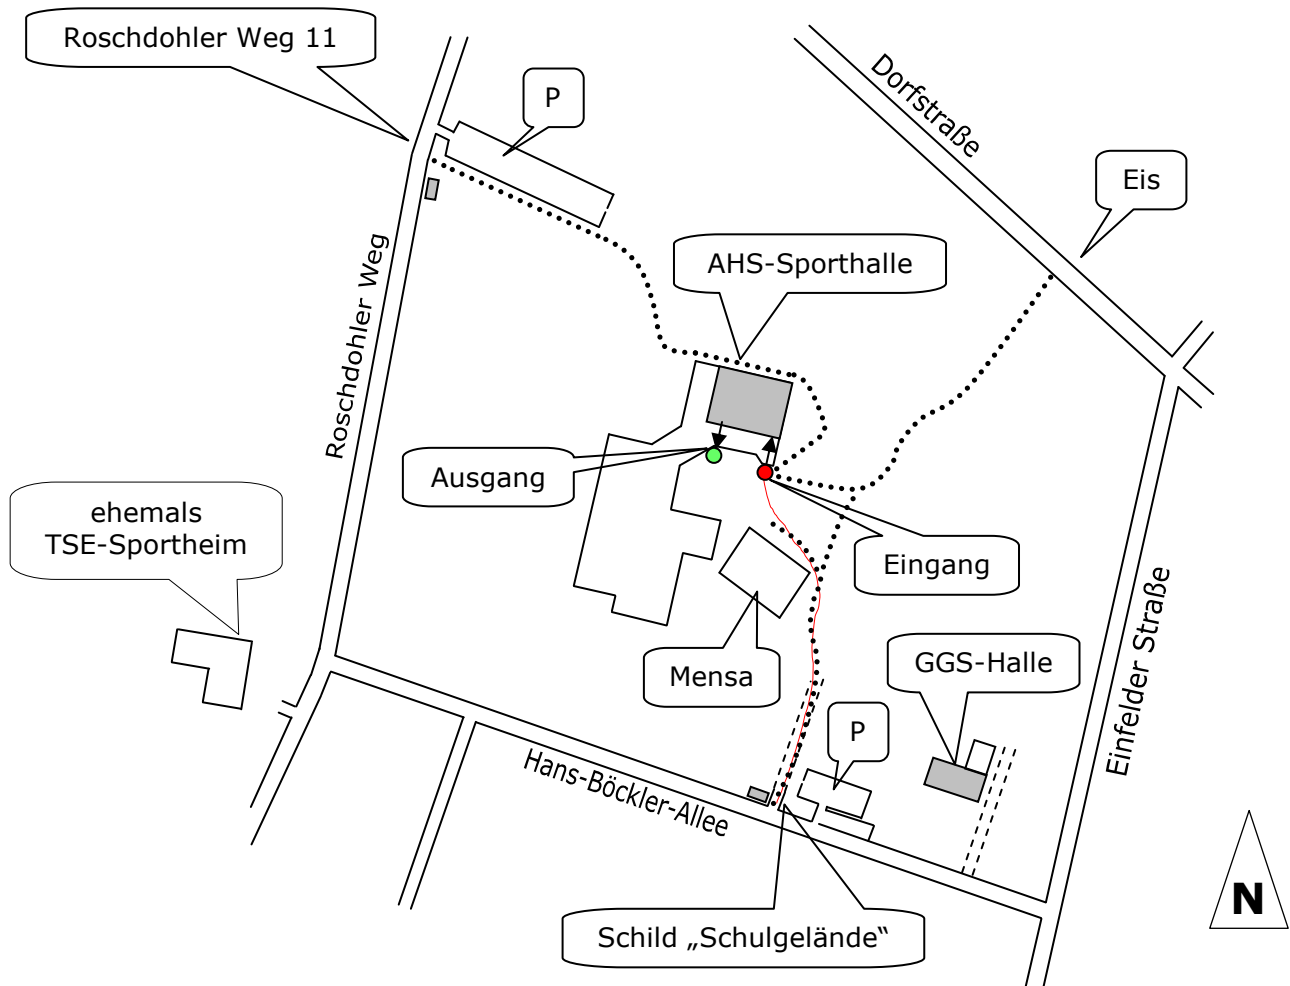 Roschdohler Weg 11
P
Dorfstraße
Eis
AHS-Sporthalle
Roschdohler Weg
Ausgang
ehemals
TSE-Sportheim
Eingang
Einfelder Straße
GGS-Halle
Mensa
P
Hans-Böckler-Allee
Schild „Schulgelände“
N